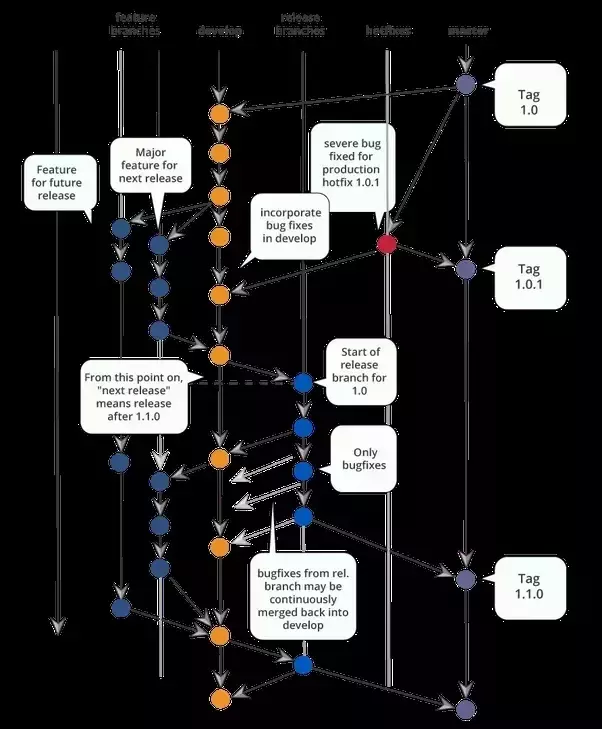 feature
branches
develop
release
branches
hotfixes
master
Tag
1.0
severe bug
fixed for
production
hotfix 1.0.1
Major
feature for
next release
Feature
for future
release
incorporate
bug fixes
in develop
Tag
1.0.1
Start of
release
branch for
1.0
From this point on,
"next release"
means release
after 1.1.0
Only
bugfixes
bugfixes from rel.
branch may be
continuously
merged back into
develop
Tag
1.1.0